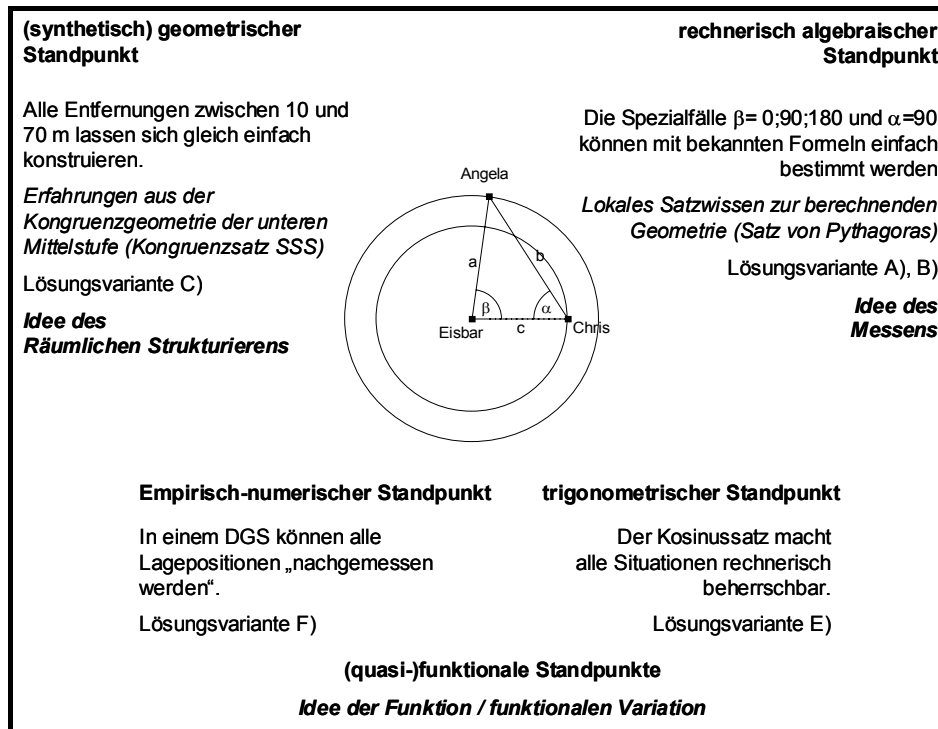 (synthetisch) geometrischer
Standpunkt
Alle Entfernungen zwischen 10 und
70 m lassen sich gleich einfach
konstruieren.
Erfahrungen aus der
Kongruenzgeometrie der unteren
Mittelstufe (Kongruenzsatz SSS)
Lösungsvariante C)
Idee des
Räumlichen Strukturierens
rechnerisch algebraischer
Standpunkt
Die Spezialfälle β= 0;90;180 und α=90
können mit bekannten Formeln einfach
bestimmt werden
Lokales Satzwissen zur berechnenden
Geometrie (Satz von Pythagoras)
Lösungsvariante A), B)
Idee des
Messens
Angela
a
b
β
α
Eisbar
c
Chris
Empirisch-numerischer Standpunkt
In einem DGS können alle
Lagepositionen „nachgemessen
werden“.
Lösungsvariante F)
trigonometrischer Standpunkt
Der Kosinussatz macht
alle Situationen rechnerisch
beherrschbar.
Lösungsvariante E)
(quasi-)funktionale Standpunkte
Idee der Funktion / funktionalen Variation